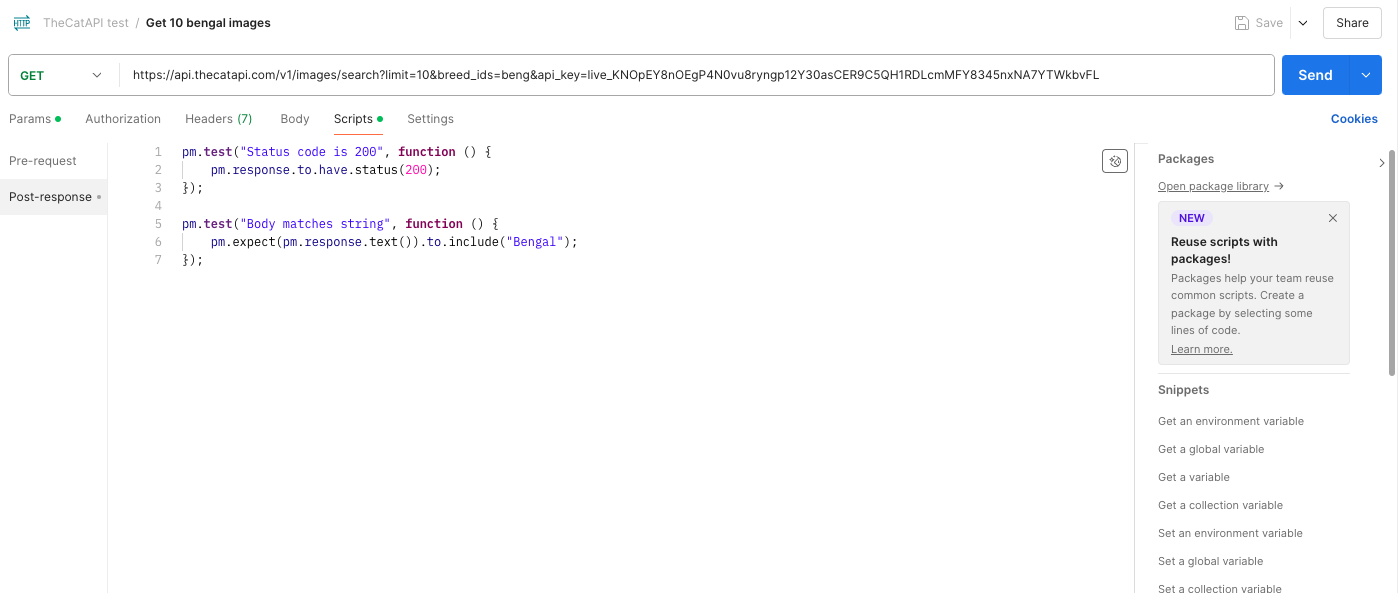 HTTP TheCatAPI test / Get 10 bengal images Save Share
GET https://api.thecatapi.com/v1/images/search?limit=10&breed_ids=beng&api_key=live_KNOpEY8nOEgP4N0vu8ryngp12Y30asCER9C5QH1RDLcmMFY8345nxNA7YTWkbvFL Send
Params Authorization Headers (7) Body Scripts Settings Cookies
Pre-request
Post-response
1 pm.test("Status code is 200", function () {
2 pm.response.to.have.status(200);
3 });
4
5 pm.test("Body matches string", function () {
6 pm.expect(pm.response.text()).to.include("Bengal");
7 });
Packages
Open package library →
NEW
Reuse scripts with
packages!
Packages help your team reuse
common scripts. Create a
package by selecting some
lines of code.
Learn more.
Snippets
Get an environment variable
Get a global variable
Get a variable
Get a collection variable
Set an environment variable
Set a global variable
Set a collection variable